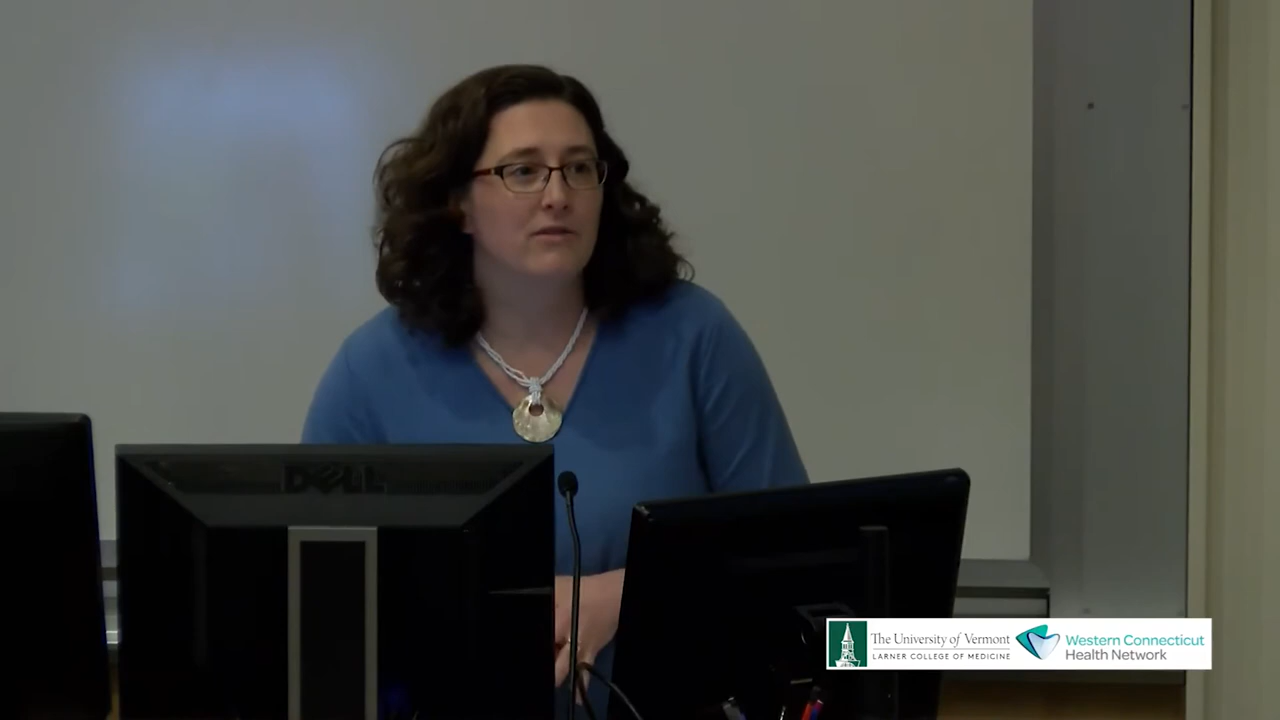 DELL
The University of Vermont
LARNER COLLEGE OF MEDICINE
Western Connecticut
Health Network